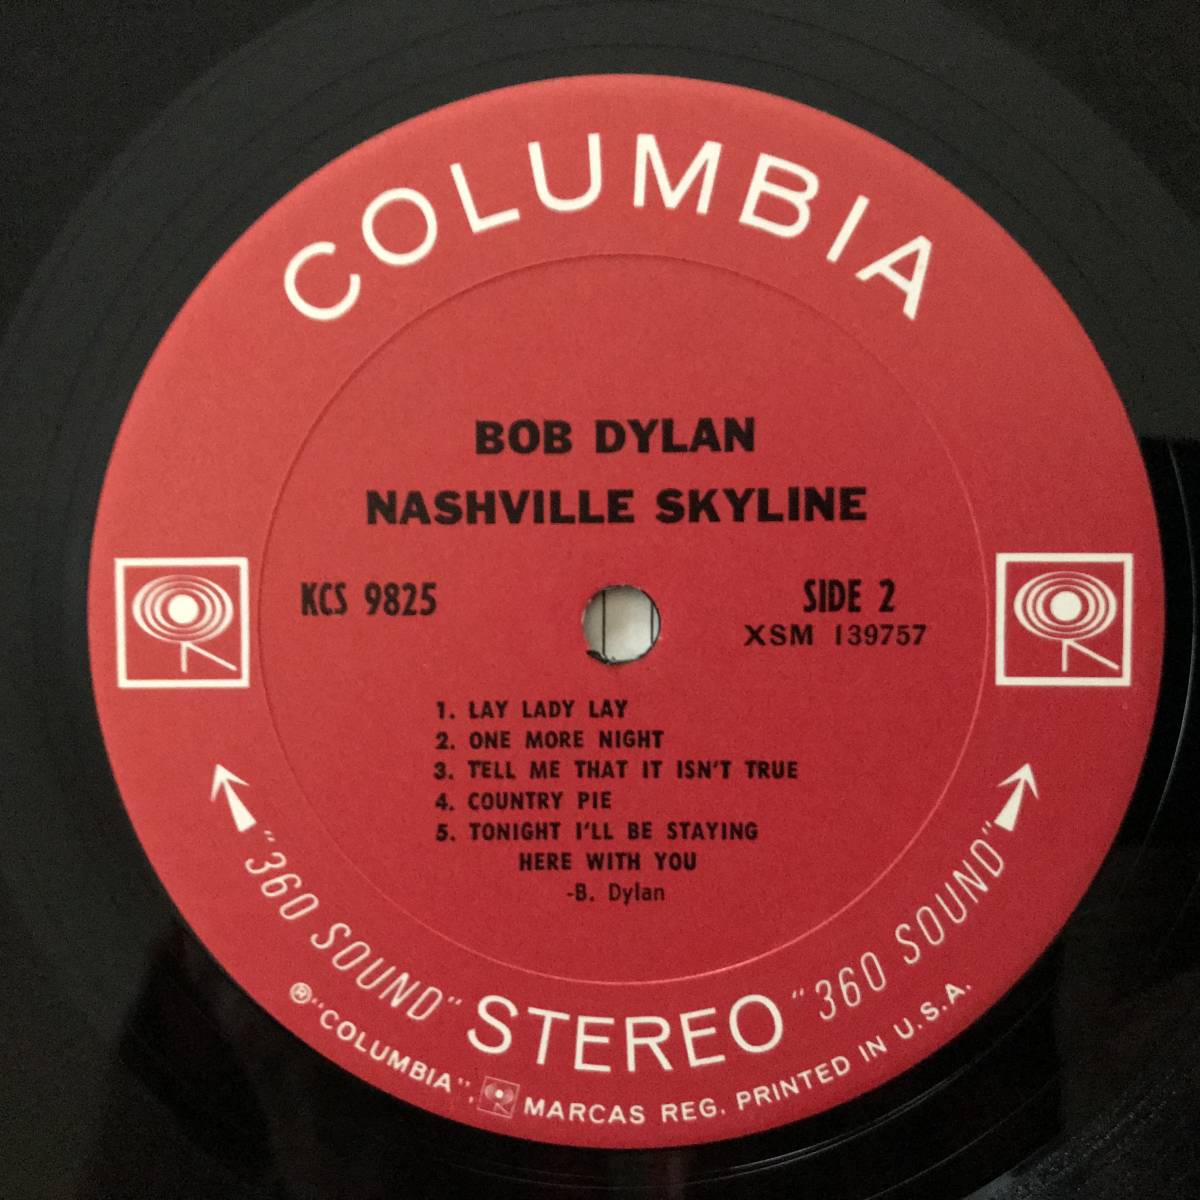 COLUMBIA
BOB DYLAN
NASHVILLE SKYLINE
KCS 9825
SIDE 2
XSM 139757
1. LAY LADY LAY
2. ONE MORE NIGHT
3. TELL ME THAT IT ISN'T TRUE
4. COUNTRY PIE
5. TONIGHT I'LL BE STAYING
HERE WITH YOU
-B. Dylan
"360 SOUND" STEREO "360 SOUND"
® "COLUMBIA", MARCAS REG. PRINTED IN U.S.A.